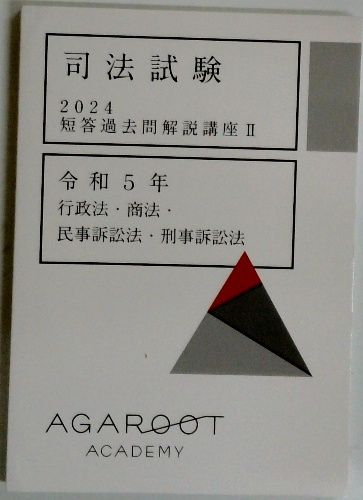 司法試験
2024
短答過去問解説講座Ⅱ
令和5年
行政法・商法・
民事訴訟法・刑事訴訟法
AGAROOT
ACADEMY